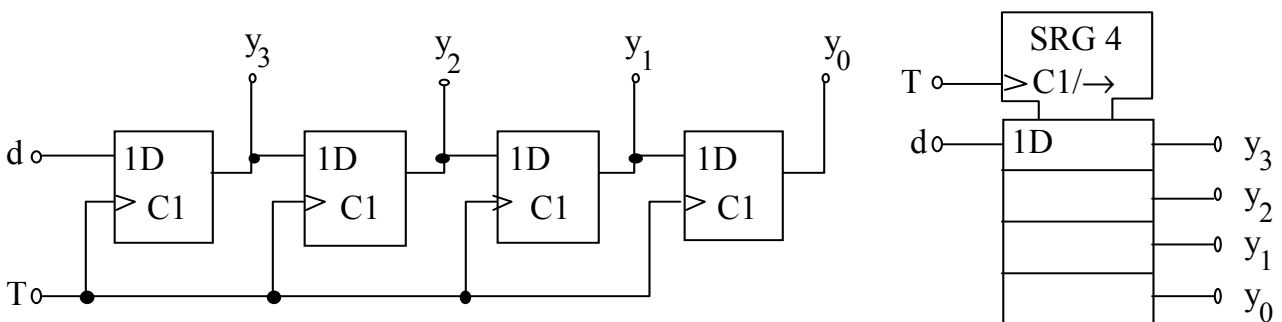 y3 y2 y1 y0
d 1D 1D 1D 1D
C1 C1 C1 C1
T
SRG 4
T C1/→
d 1D y3
y2
y1
y0